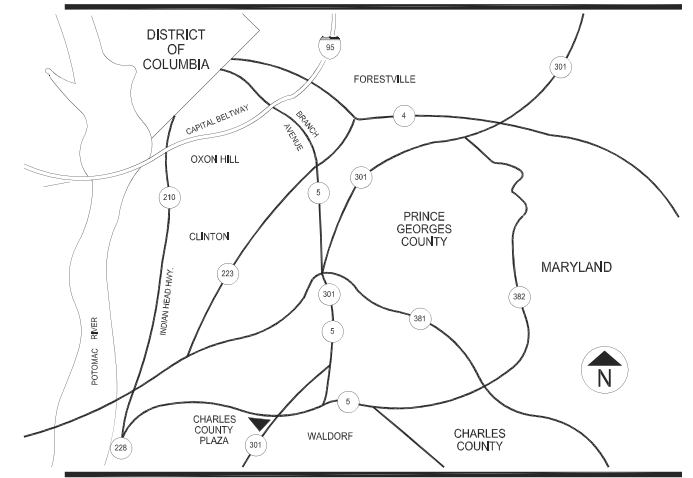 DISTRICT
OF
COLUMBIA
95
301
FORESTVILLE
CAPITAL BELTWAY
BRANCH
AVENUE
4
OXON HILL
301
210
5
PRINCE
GEORGES
COUNTY
CLINTON
MARYLAND
223
INDIAN HEAD HWY.
301
382
POTOMAC RIVER
5
381
N
5
CHARLES
COUNTY
PLAZA
WALDORF
CHARLES
COUNTY
301
228